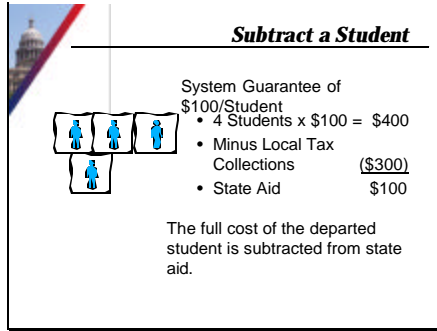 Subtract a Student
System Guarantee of
$100/Student
• 4 Students x $100 = $400
• Minus Local Tax
Collections ($300)
• State Aid $100
The full cost of the departed
student is subtracted from state
aid.